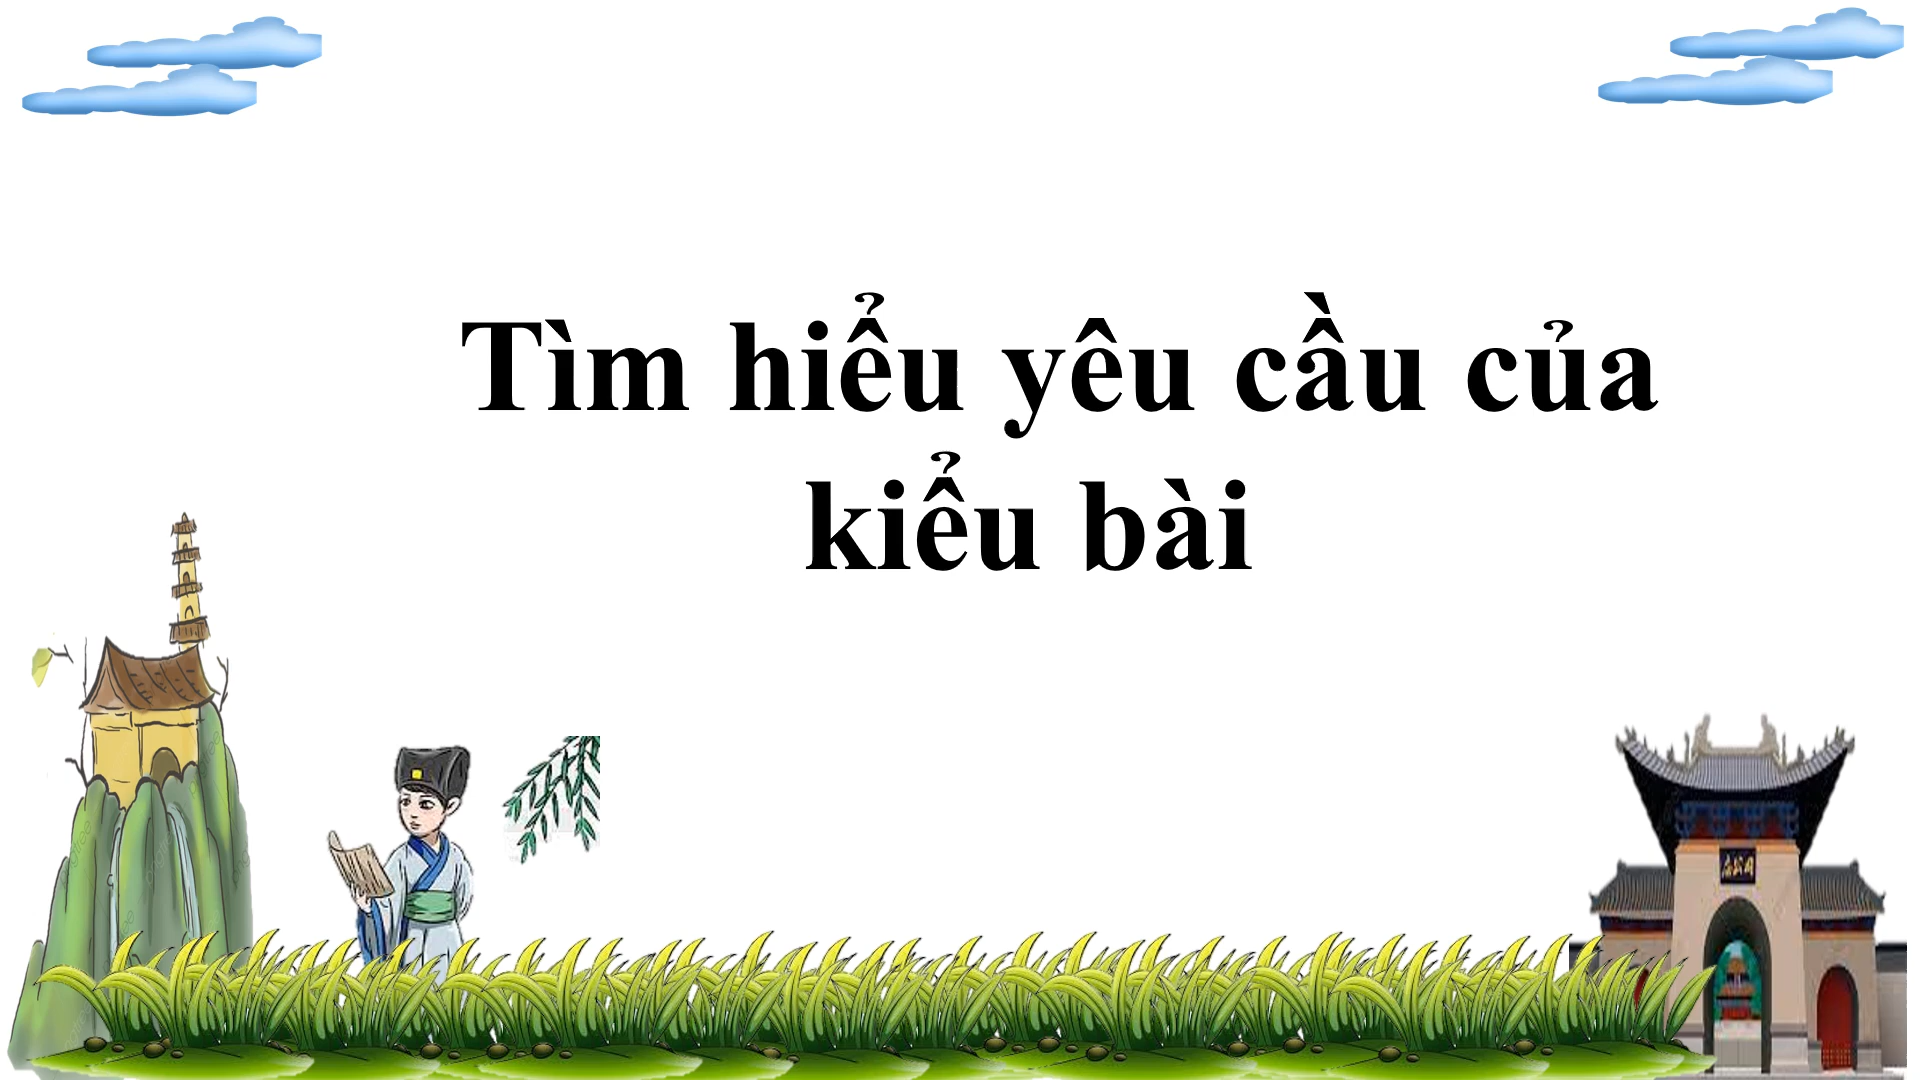 Tìm hiểu yêu cầu của
kiểu bài